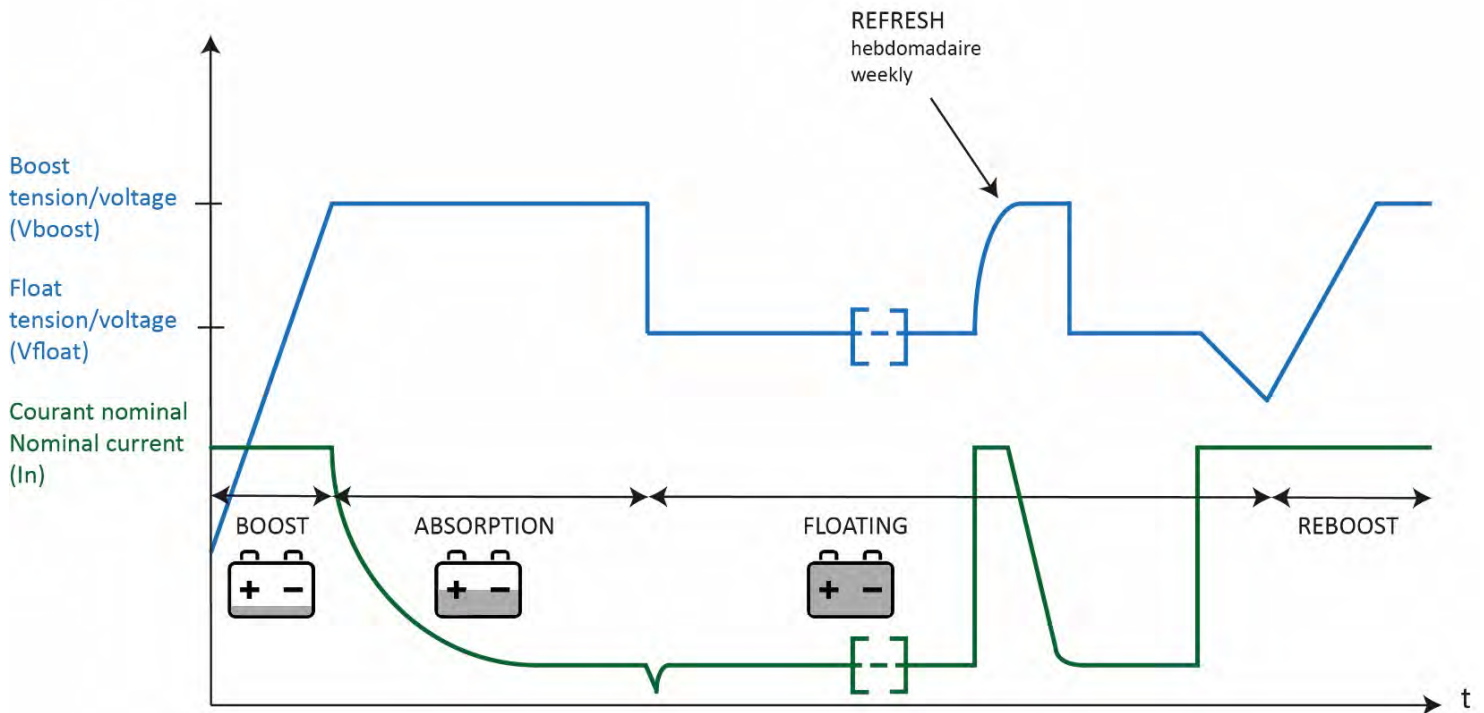 REFRESH
hebdomadaire
weekly
Boost
tension/voltage
(Vboost)
Float
tension/voltage
(Vfloat)
Courant nominal
Nominal current
(In)
BOOST
ABSORPTION
FLOATING
REBOOST
+ −
+ −
+ −
t